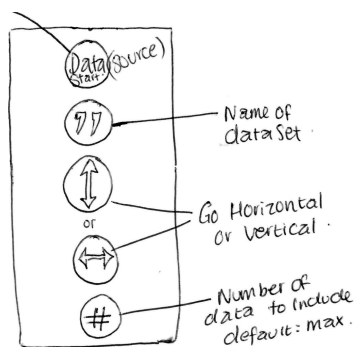 Data (source)
Start
"
Name of
dataset.
or
Go Horizontal
or vertical.
#
Number of
data to include
default: max.